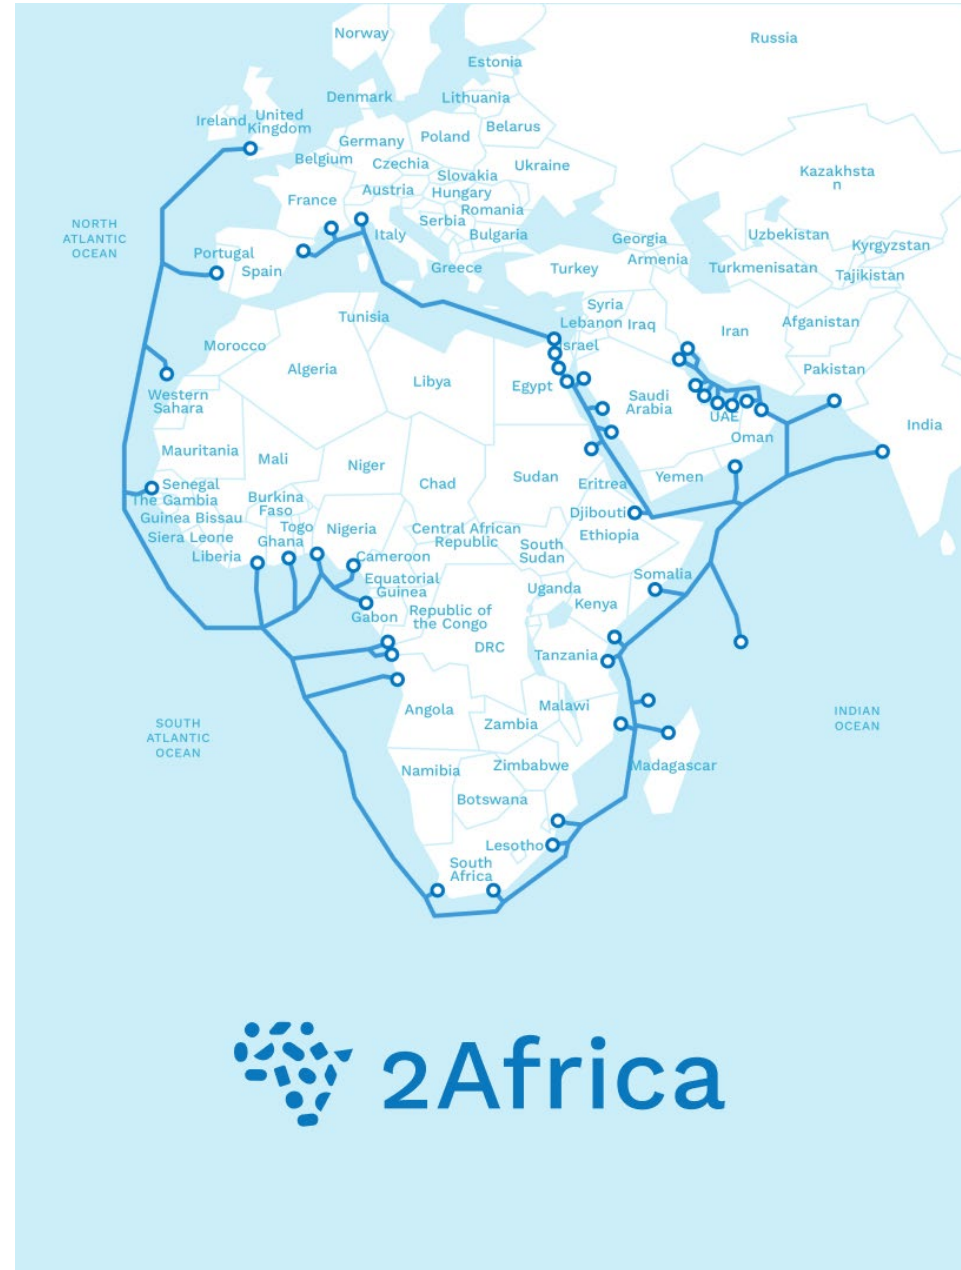 Norway
Russia
Estonia
Denmark
Lithuania
Ireland
United
Kingdom
Belarus
Germany
Poland
Belgium
Czechia
Ukraine
Slovakia
Kazakhsta
n
Austria
Hungary
France
Romania
Serbia
NORTH
ATLANTIC
OCEAN
Italy
Bulgaria
Uzbekistan
Georgia
Kyrgyzstan
Portugal
Armenia
Spain
Greece
Turkey
Turkmenisatan
Tajikistan
Syria
Tunisia
Lebanon
Iraq
Afganistan
Iran
Morocco
srael
Algeria
Pakistan
Libya
Egypt
Western
Sahara
Saudi
Arabia
UAE
India
Oman
Mauritania
Mali
Niger
Sudan
Yemen
Chad
Eritrea
Senegal
The Gambia
Burkina
Faso
Djibouti
Guinea Bissau
Togo
Nigeria
Central African
Republic
Ethiopia
Siera Leone
Ghana
South
Sudan
Liberia
Cameroon
Somalia
Equatorial
Guinea
Uganda
Kenya
Gabon
Republic of
the Congo
DRC
Tanzania
Angola
Malawi
SOUTH
ATLANTIC
OCEAN
Zambia
INDIAN
OCEAN
Namibia
Zimbabwe
Madagascar
Botswana
Lesotho
South
Africa
2Africa